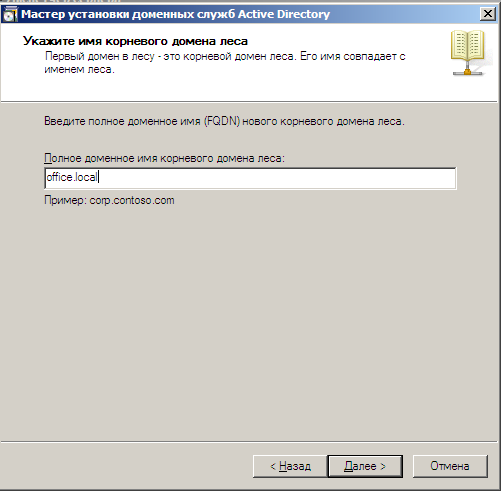 Мастер установки доменных служб Active Directory
Укажите имя корневого домена леса
Первый домен в лесу - это корневой домен леса. Его имя совпадает с
именем леса.
Введите полное доменное имя (FQDN) нового корневого домена леса.
Полное доменное имя корневого домена леса:
office.local
Пример: corp.contoso.com
< Назад
Далее >
Отмена